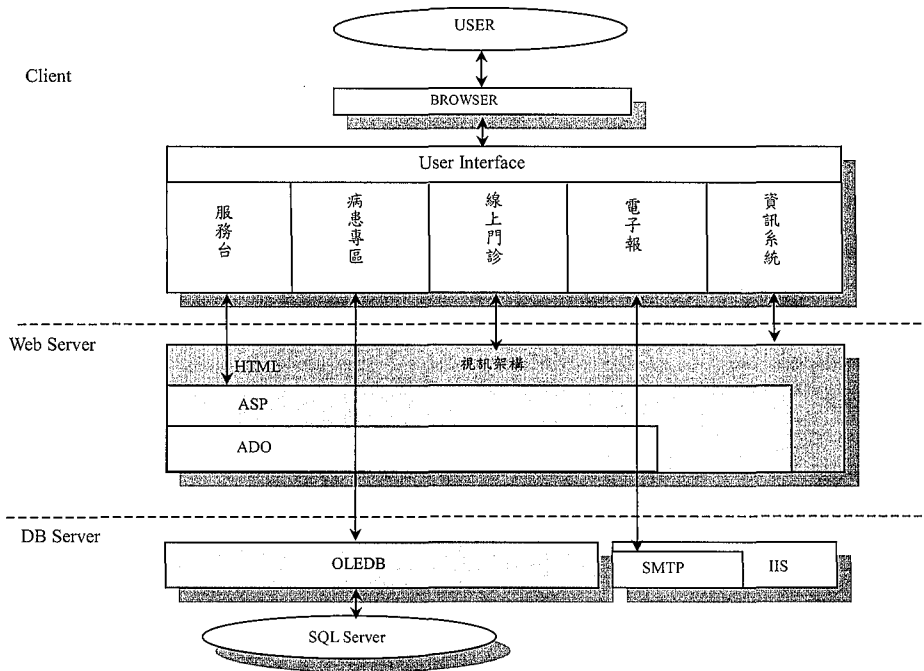 USER
Client
BROWSER
User Interface
服務台
病患專區
線上門診
電子報
資訊系統
Web Server
HTML
視訊架構
ASP
ADO
DB Server
OLEDB
SMTP
IIS
SQL Server